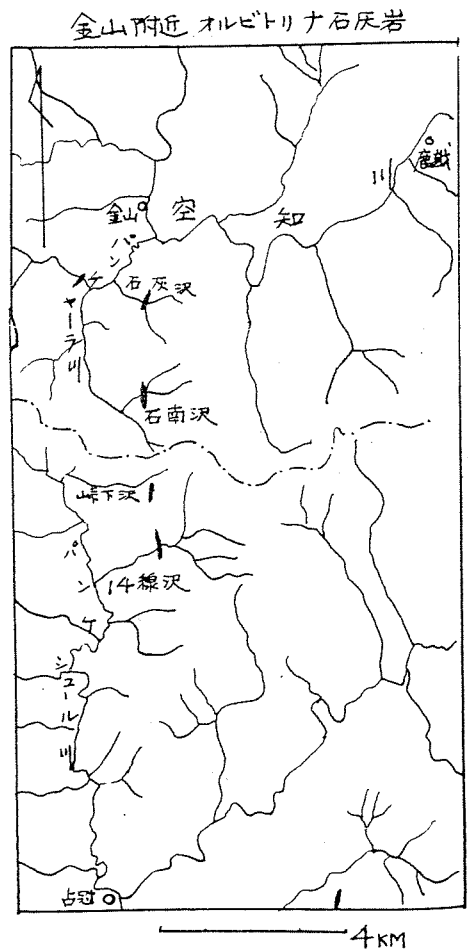 金山附近 オルビトリナ石灰岩
鹿越
金山
空知川
パンケヤーラ川
石灰沢
石南沢
峠下沢
14線沢
パンケシュール川
占冠
4KM